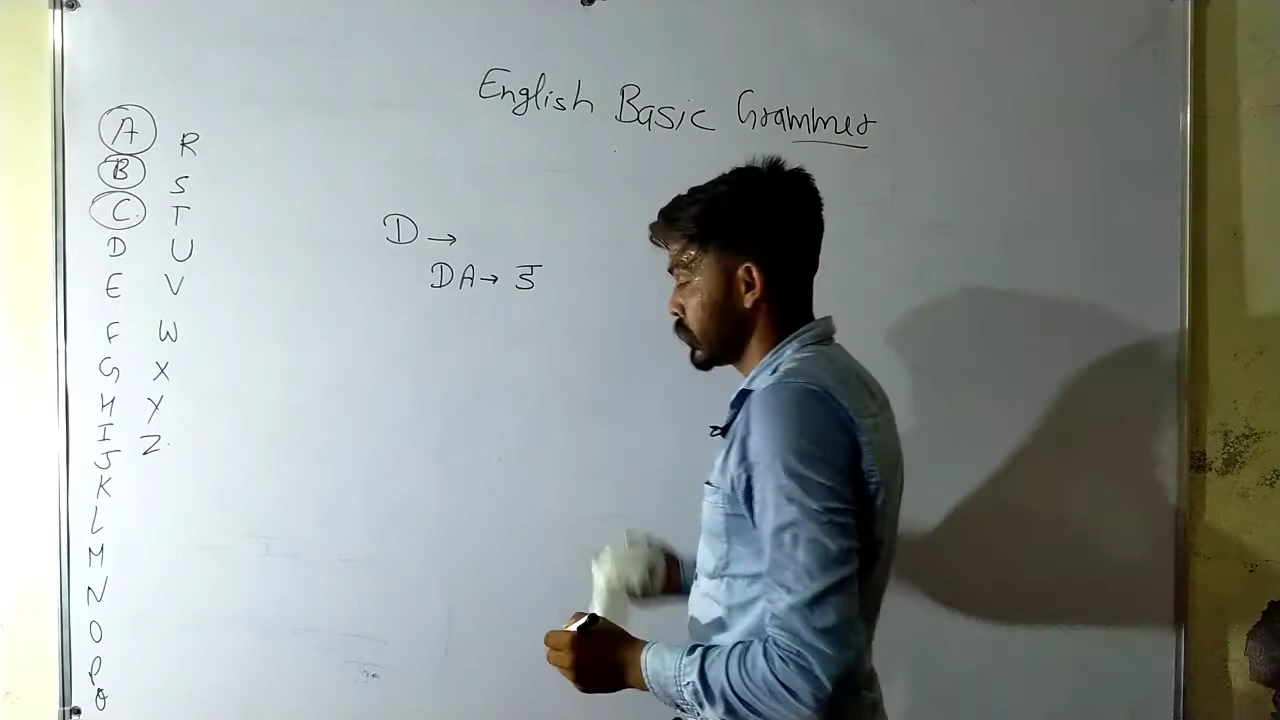 English Basic Grammer
A
B
C
D
E
F
G
H
I
J
K
L
M
N
O
P
Q
R
S
T
U
V
W
X
Y
Z
D →
DA → ड